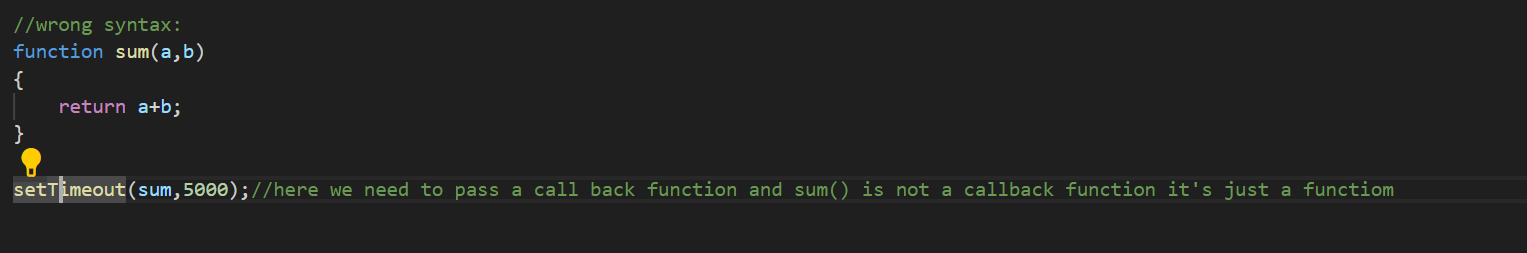 //wrong syntax:
function sum(a,b)
{
    return a+b;
}
setTimeout(sum,5000);//here we need to pass a call back function and sum() is not a callback function it's just a functiom